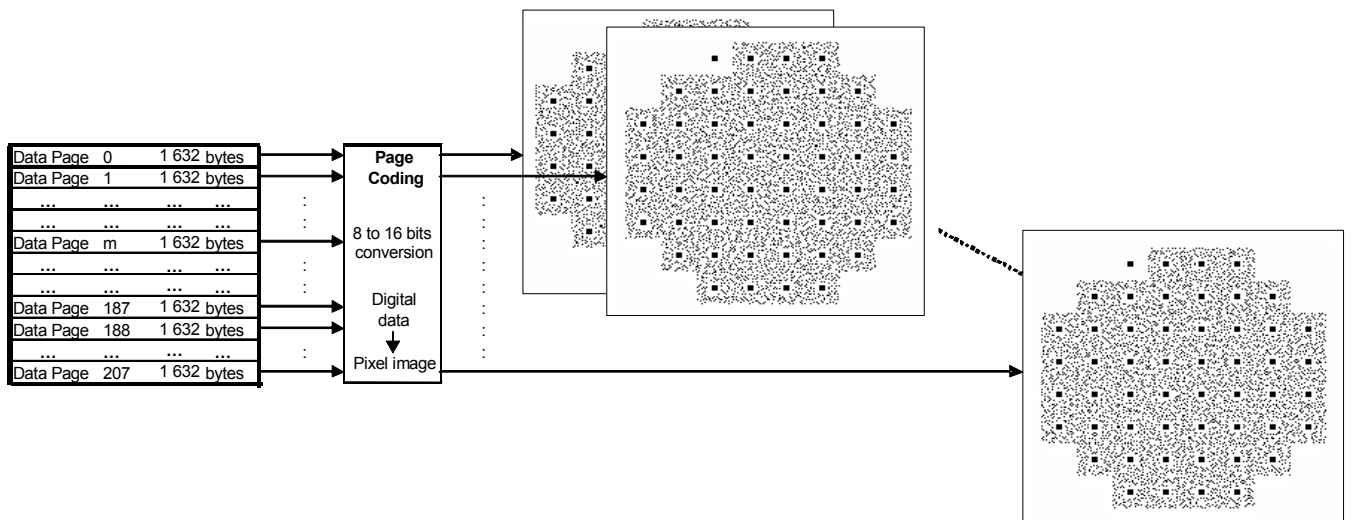 Data Page 0 1 632 bytes
Data Page 1 1 632 bytes
... ... ... ...
... ... ... ...
Data Page m 1 632 bytes
... ... ... ...
... ... ... ...
Data Page 187 1 632 bytes
Data Page 188 1 632 bytes
... ... ... ...
Data Page 207 1 632 bytes
Page
Coding
8 to 16 bits
conversion
Digital
data
Pixel image